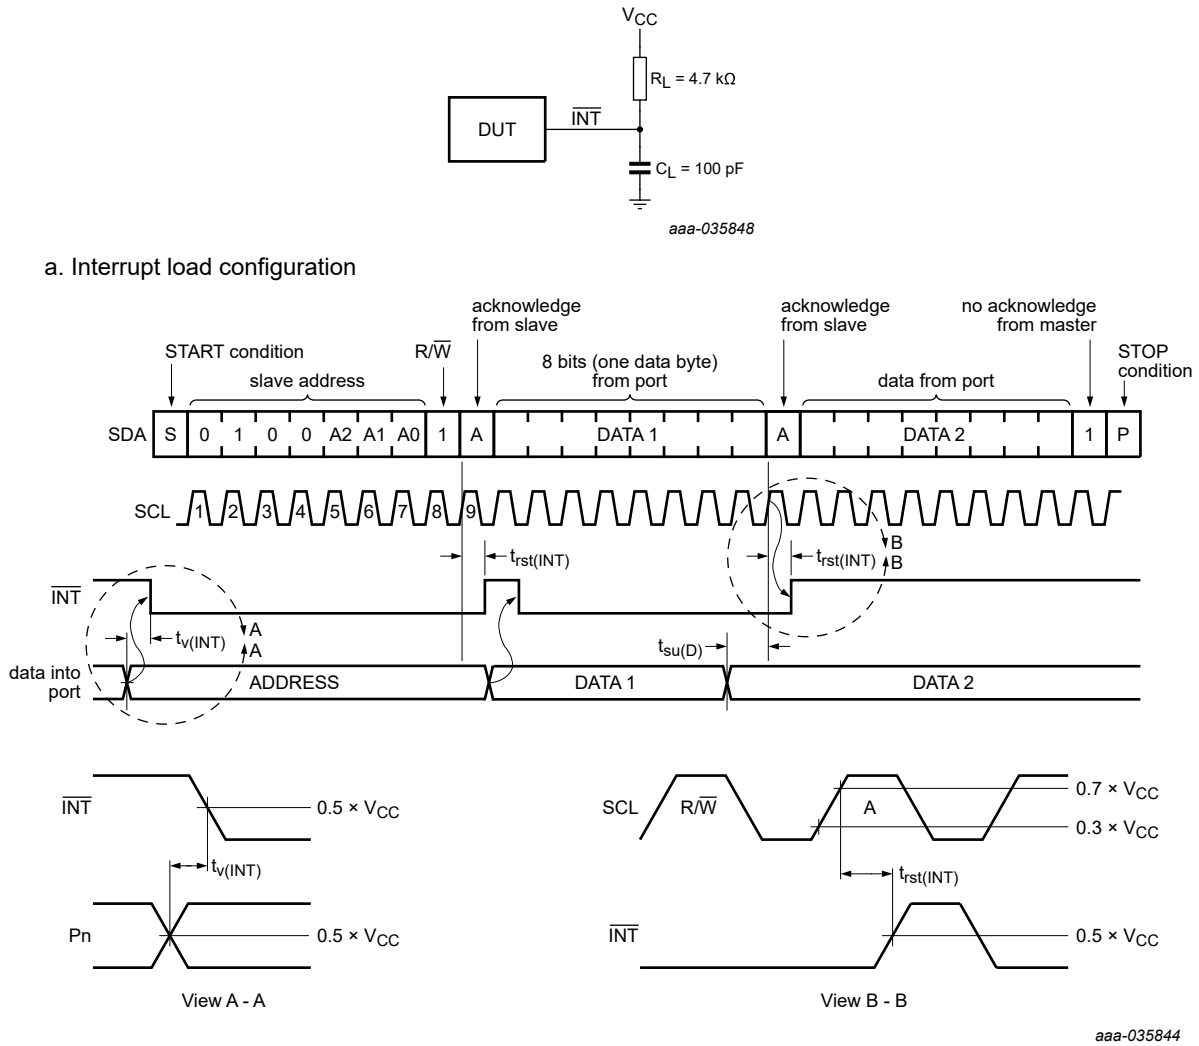 VCC
RL = 4.7 kΩ
DUT
INT
CL = 100 pF
aaa-035848
a. Interrupt load configuration
acknowledge
from slave
acknowledge
from slave
no acknowledge
from master
START condition
R/W
8 bits (one data byte)
from port
STOP
condition
slave address
data from port
SDA S 0 1 0 0 A2 A1 A0 1 A DATA 1 A DATA 2 1 P
SCL 1 2 3 4 5 6 7 8 9
trst(INT)
trst(INT)
B
B
INT
tv(INT)
A
A
tsu(D)
data into
port
ADDRESS
DATA 1
DATA 2
INT
0.5 × VCC
tv(INT)
Pn
0.5 × VCC
View A - A
SCL
R/W
A
0.7 × VCC
0.3 × VCC
trst(INT)
INT
0.5 × VCC
View B - B
aaa-035844